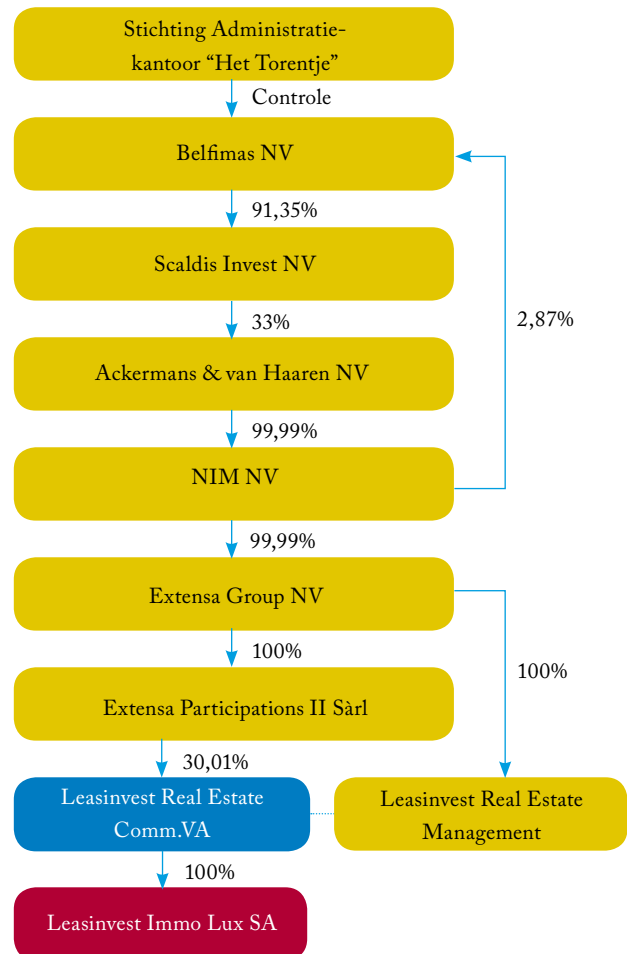 Stichting Administratie-
kantoor “Het Torentje”
Controle
Belfimas NV
91,35%
Scaldis Invest NV
33%
2,87%
Ackermans & van Haaren NV
99,99%
NIM NV
99,99%
Extensa Group NV
100%
100%
Extensa Participations II Sàrl
30,01%
Leasinvest Real Estate
Comm.VA
Leasinvest Real Estate
Management
100%
Leasinvest Immo Lux SA